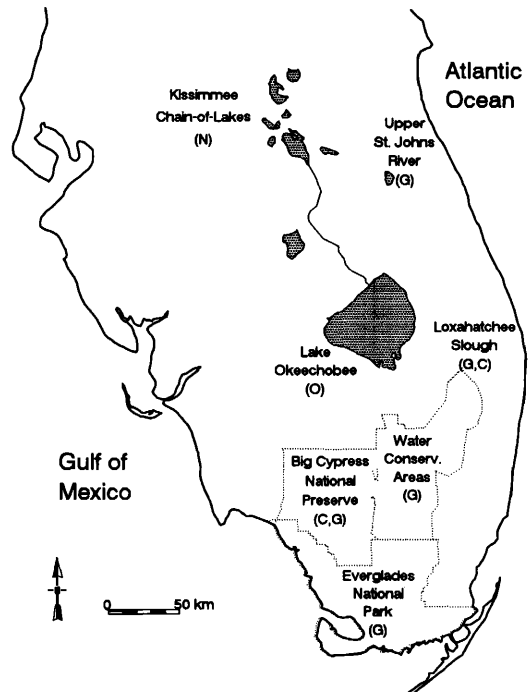 Atlantic
Ocean
Kissimmee
Chain-of-Lakes
(N)
Upper
St. Johns
River
(G)
Loxahatchee
Slough
(G,C)
Lake
Okeechobee
(O)
Water
Conserv.
Areas
(G)
Gulf of
Mexico
Big Cypress
National
Preserve
(C,G)
Everglades
National
Park
(G)
0 50 km